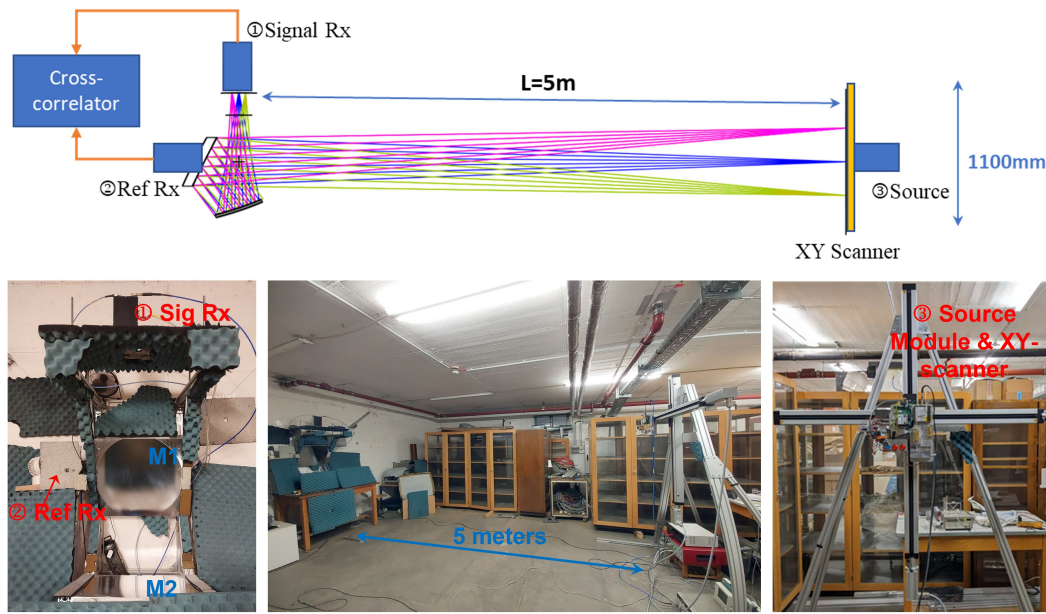 ①Signal Rx
Cross-
correlator
L=5m
②Ref Rx
1100mm
③Source
XY Scanner
① Sig Rx
M1
② Ref Rx
M2
5 meters
③ Source
Module & XY-
scanner